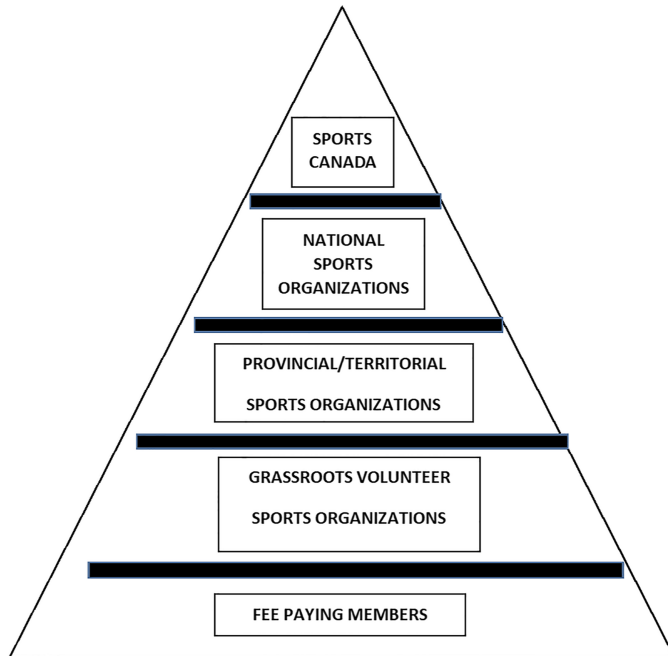 SPORTS
CANADA
NATIONAL
SPORTS
ORGANIZATIONS
PROVINCIAL/TERRITORIAL
SPORTS ORGANIZATIONS
GRASSROOTS VOLUNTEER
SPORTS ORGANIZATIONS
FEE PAYING MEMBERS